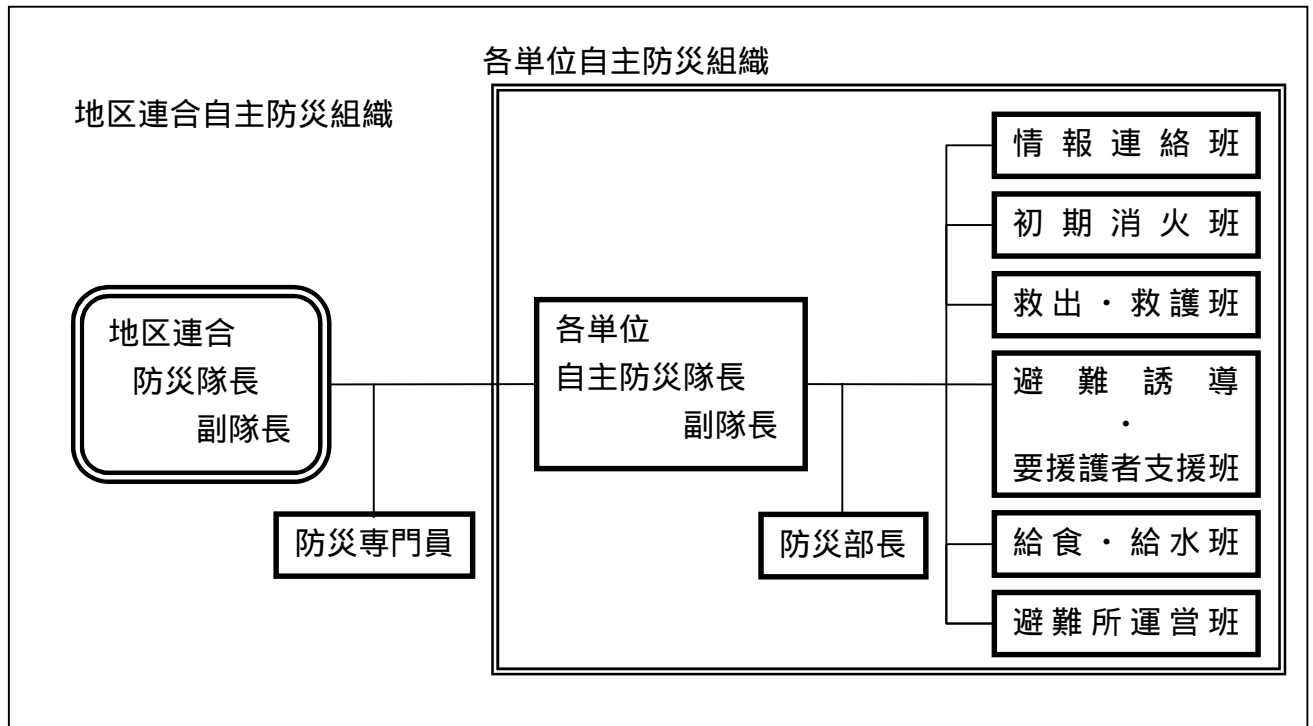 各単位自主防災組織
地区連合自主防災組織
地区連合
防災隊長
副隊長
防災専門員
各単位
自主防災隊長
副隊長
防災部長
情報連絡班
初期消火班
救出・救護班
避難誘導
・
要援護者支援班
給食・給水班
避難所運営班